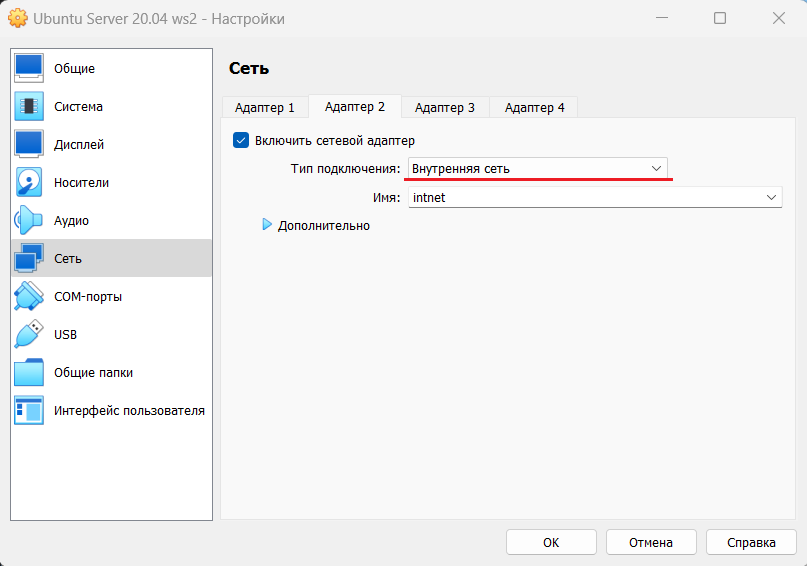 Ubuntu Server 20.04 ws2 - Настройки
Общие
Система
Дисплей
Носители
Аудио
Сеть
COM-порты
USB
Общие папки
Интерфейс пользователя
Сеть
Адаптер 1 Адаптер 2 Адаптер 3 Адаптер 4
Включить сетевой адаптер
Тип подключения: Внутренняя сеть
Имя: intnet
Дополнительно
ОК Отмена Справка